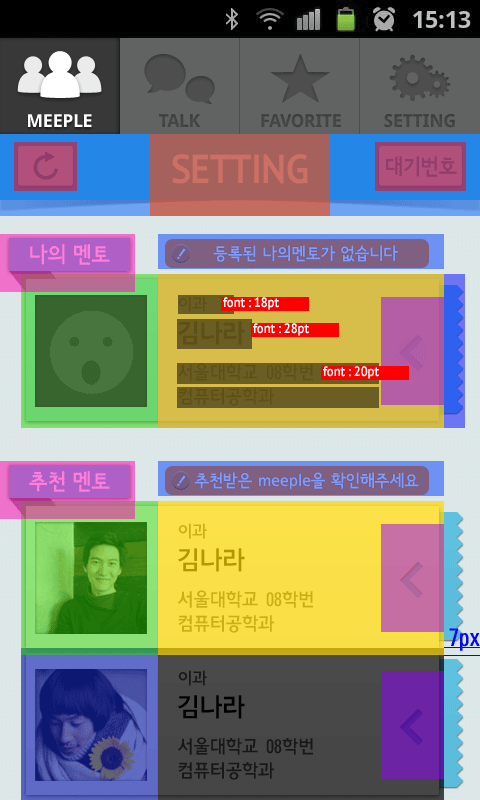 15:13
MEEPLE
TALK
FAVORITE
SETTING
SETTING
대기번호
나의 멘토
등록된 나의멘토가 없습니다
이과
font : 18pt
김나라
font : 28pt
서울대학교 08학번
font : 20pt
컴퓨터공학과
추천 멘토
추천받은 meeple을 확인해주세요
이과
김나라
서울대학교 08학번
컴퓨터공학과
7px
이과
김나라
서울대학교 08학번
컴퓨터공학과